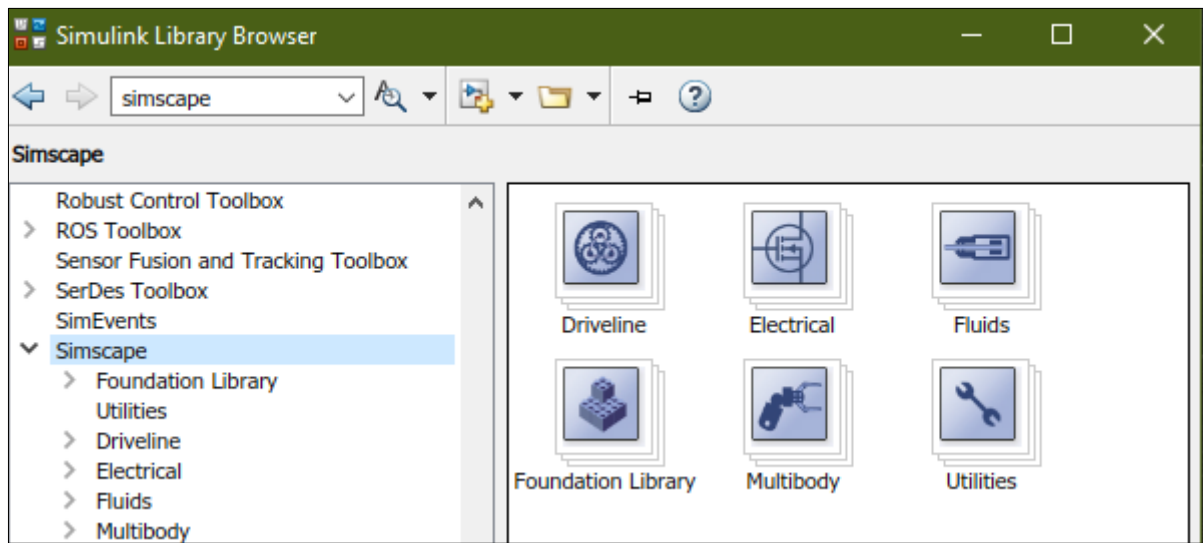 Simulink Library Browser
simscape
Simscape
Robust Control Toolbox
ROS Toolbox
Sensor Fusion and Tracking Toolbox
SerDes Toolbox
SimEvents
Simscape
Foundation Library
Utilities
Driveline
Electrical
Fluids
Multibody
Driveline Electrical Fluids
Foundation Library Multibody Utilities